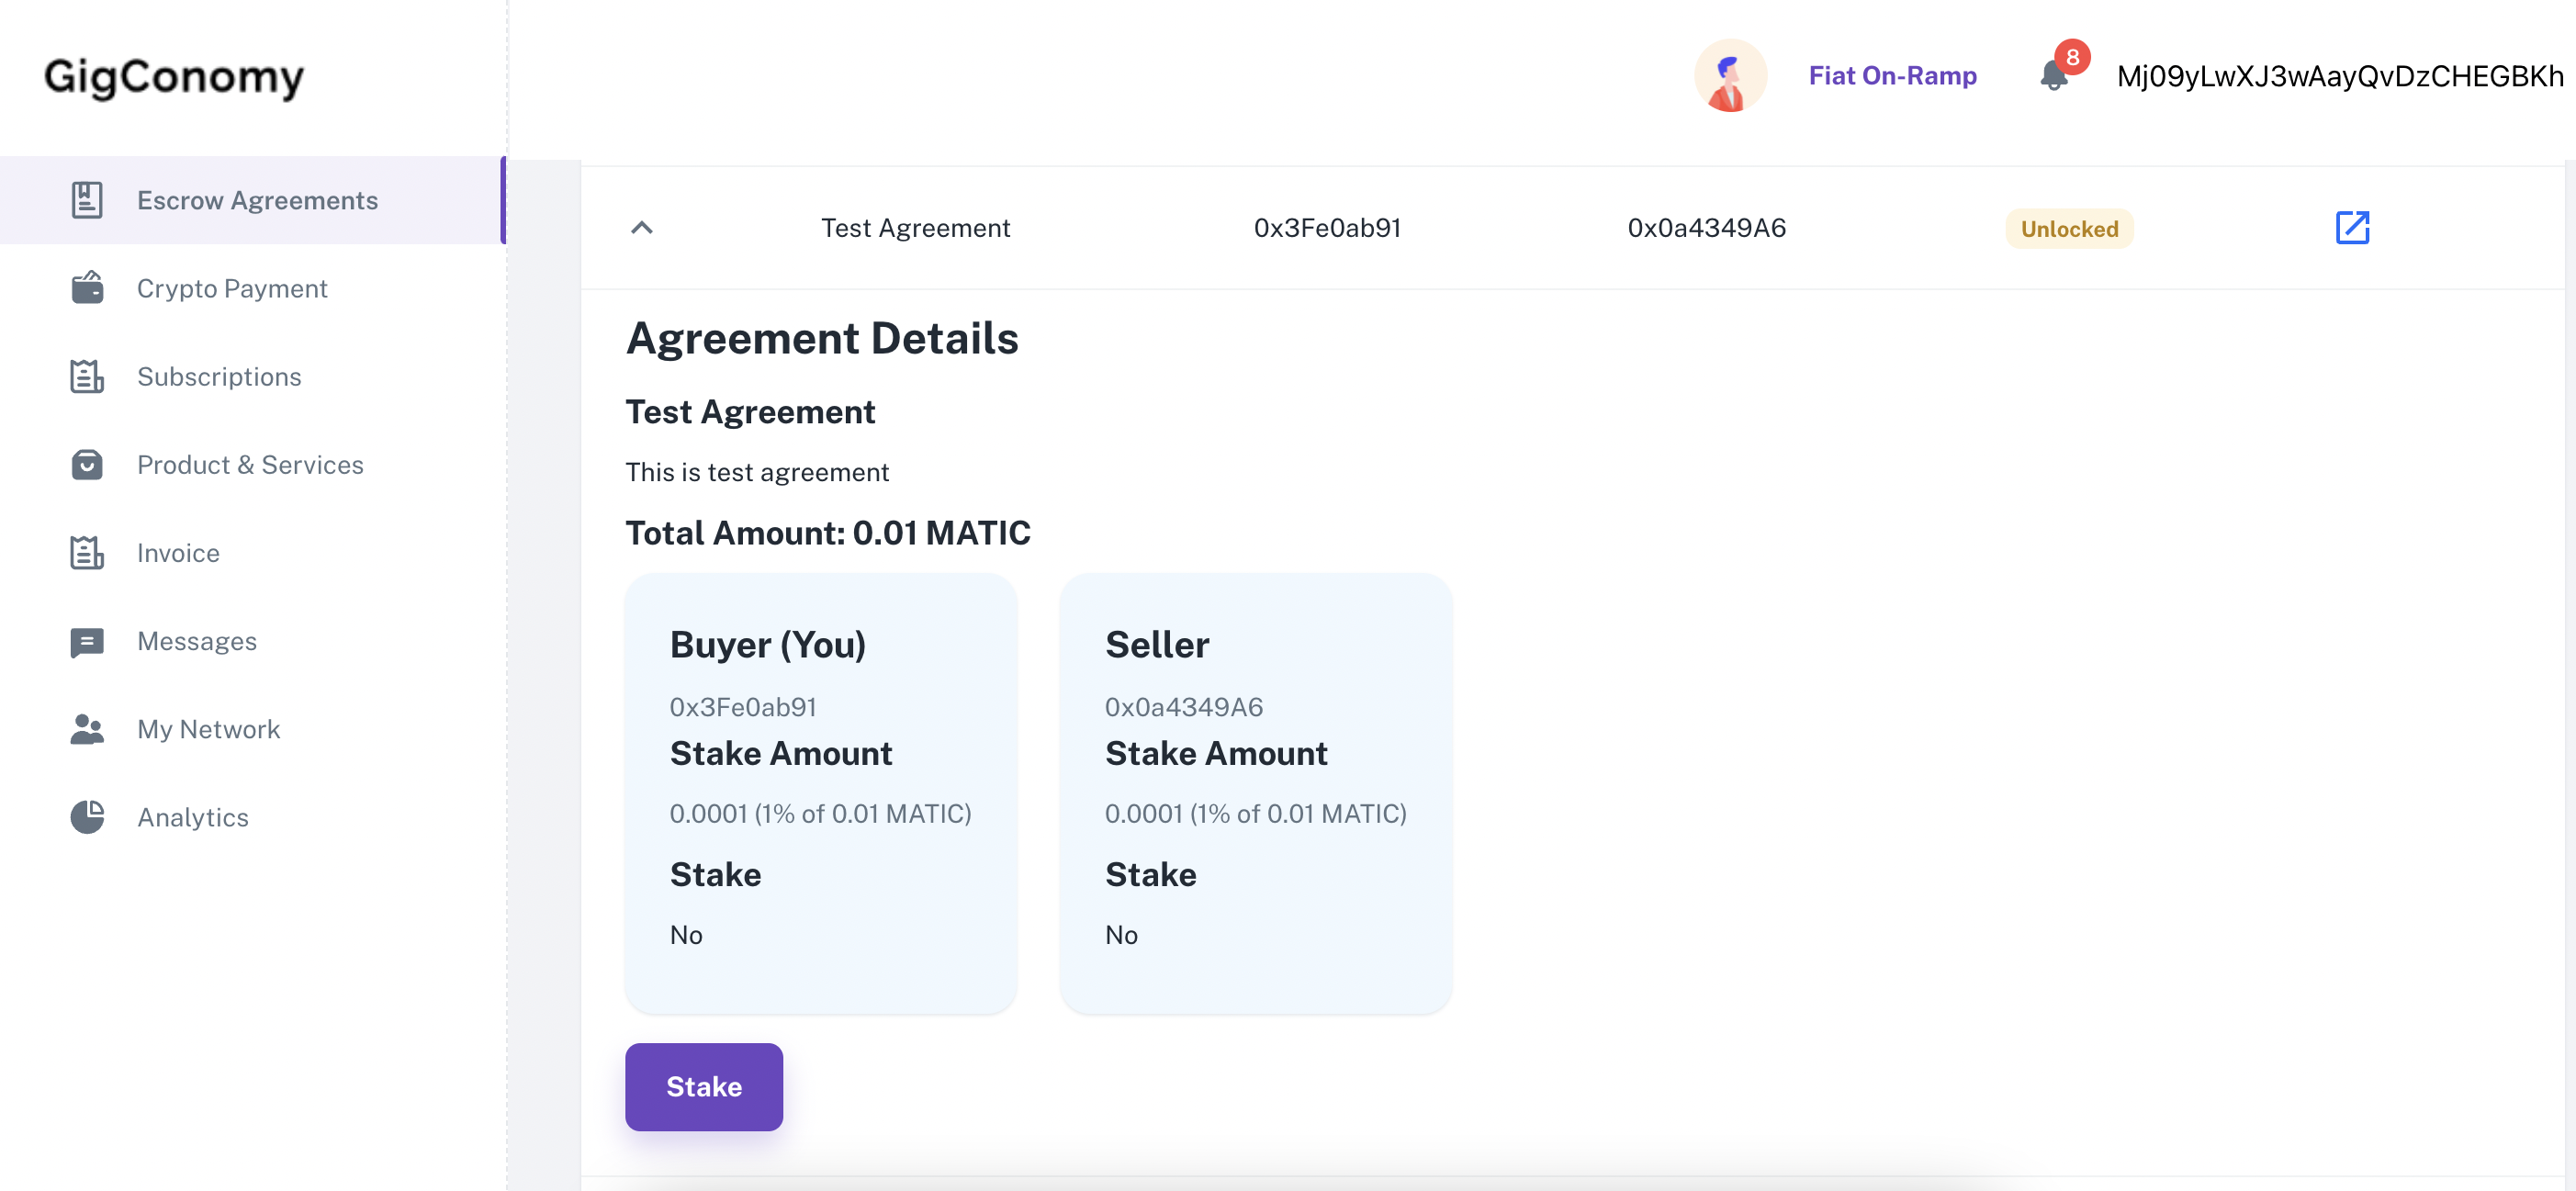 GigConomy
Fiat On-Ramp
8
Mj09yLwXJ3wAayQvDzCHEGBKh
Escrow Agreements
Crypto Payment
Subscriptions
Product & Services
Invoice
Messages
My Network
Analytics
Test Agreement 0x3Fe0ab91 0x0a4349A6 Unlocked
Agreement Details
Test Agreement
This is test agreement
Total Amount: 0.01 MATIC
Buyer (You)
0x3Fe0ab91
Stake Amount
0.0001 (1% of 0.01 MATIC)
Stake
No
Seller
0x0a4349A6
Stake Amount
0.0001 (1% of 0.01 MATIC)
Stake
No
Stake